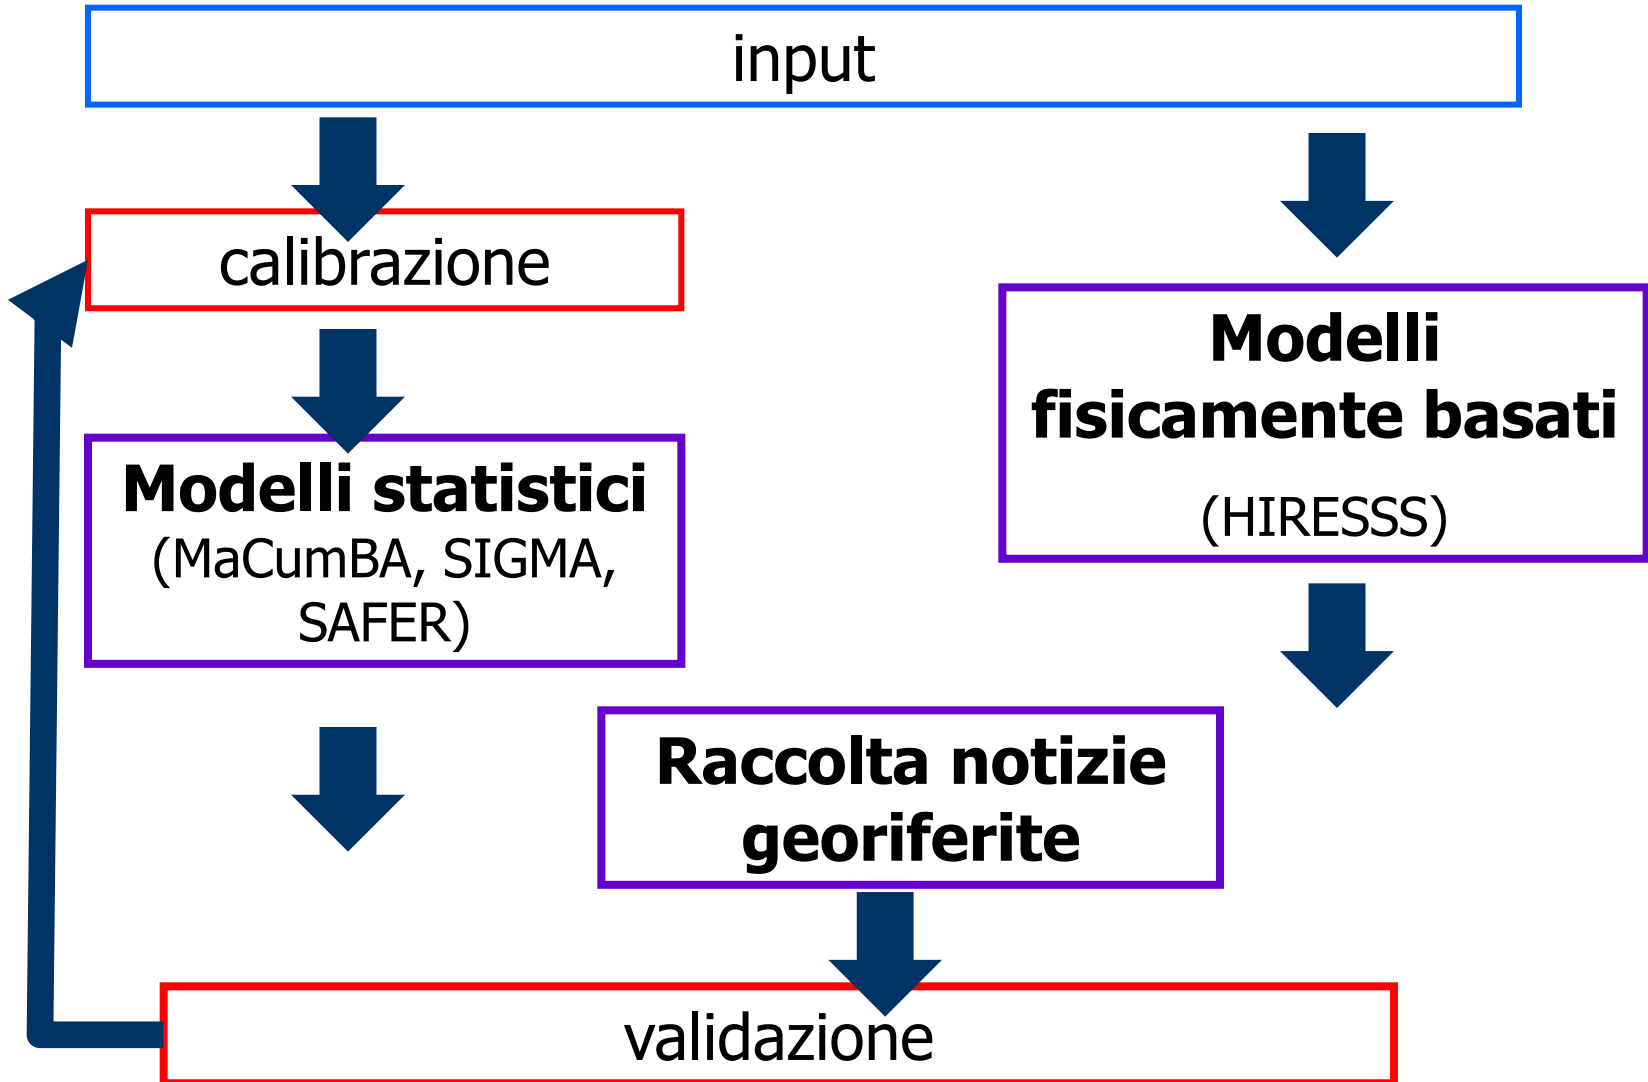 input
calibrazione
Modelli
fisicamente basati
(HIRESSS)
Modelli statistici
(MaCumBA, SIGMA,
SAFER)
Raccolta notizie
georiferite
validazione